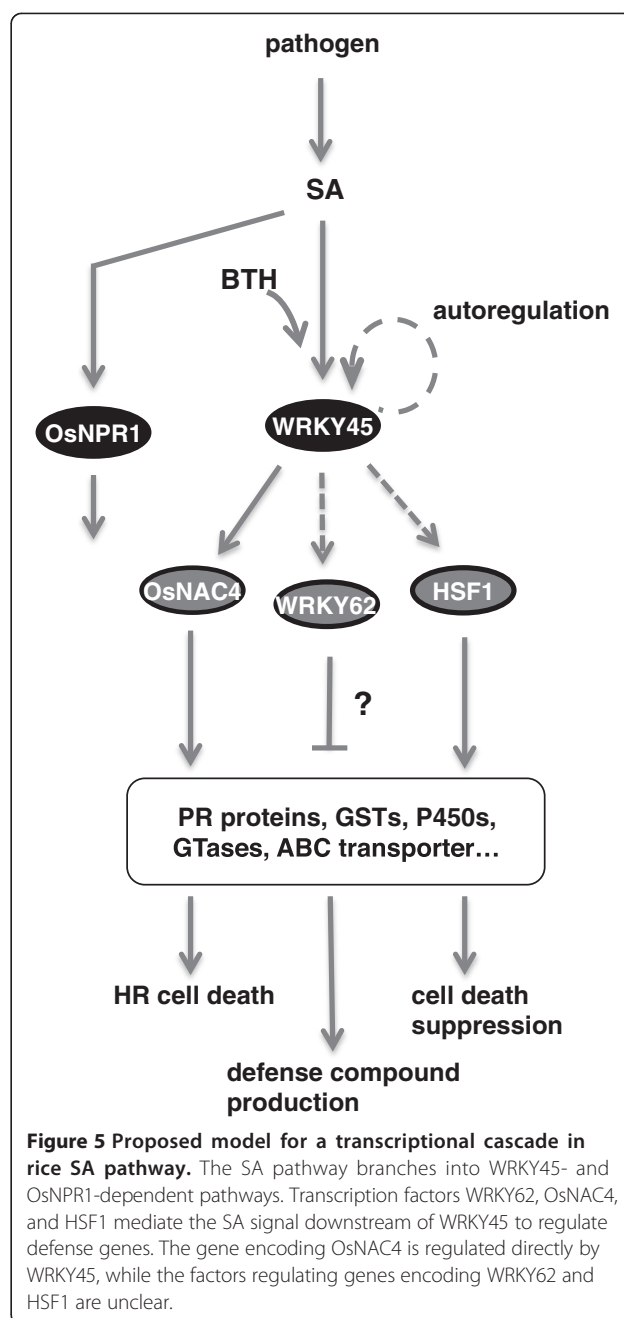 pathogen
SA
BTH
autoregulation
OsNPR1
WRKY45
OsNAC4
WRKY62
HSF1
?
PR proteins, GSTs, P450s,
GTases, ABC transporter...
HR cell death
cell death
suppression
defense compound
production
Figure 5 Proposed model for a transcriptional cascade in
rice SA pathway. The SA pathway branches into WRKY45- and
OsNPR1-dependent pathways. Transcription factors WRKY62, OsNAC4,
and HSF1 mediate the SA signal downstream of WRKY45 to regulate
defense genes. The gene encoding OsNAC4 is regulated directly by
WRKY45, while the factors regulating genes encoding WRKY62 and
HSF1 are unclear.